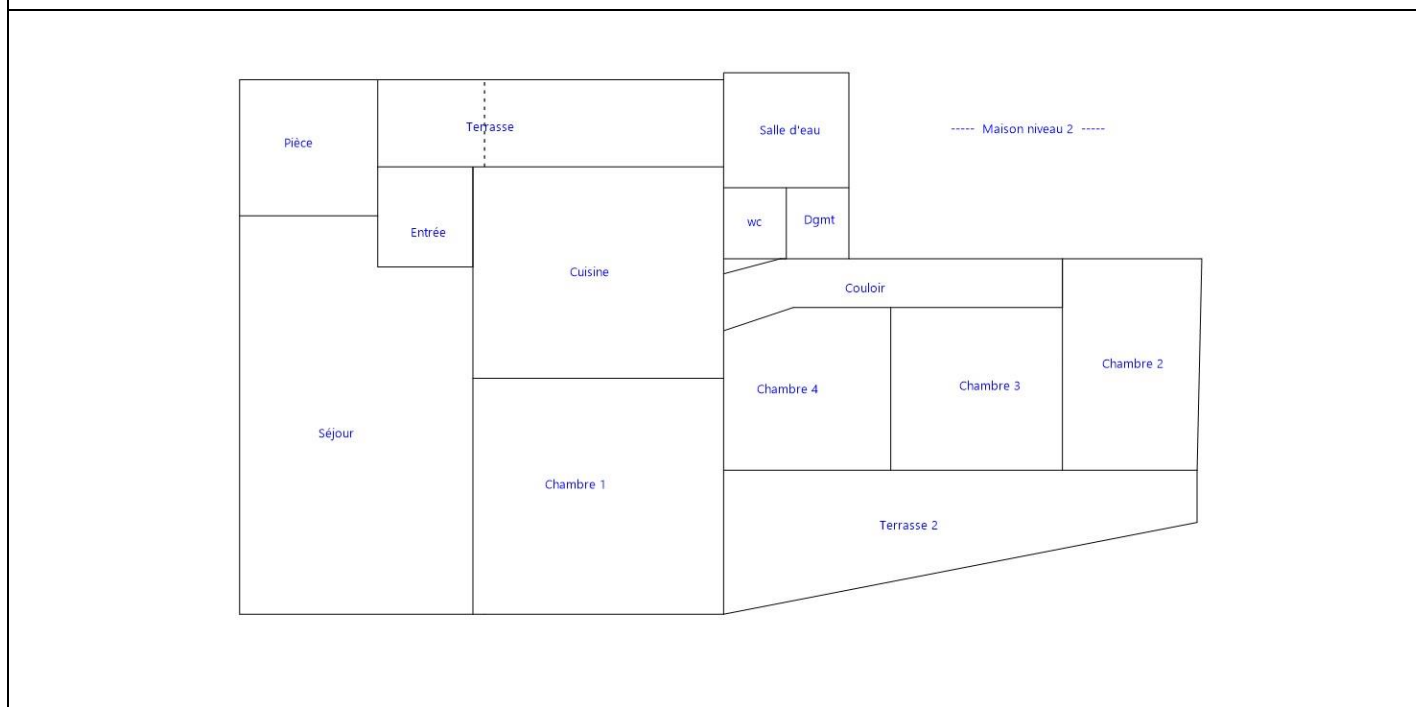 Terrasse
Salle d'eau
----- Maison niveau 2 -----
Pièce
wc
Dgmt
Entrée
Cuisine
Couloir
Chambre 2
Chambre 4
Chambre 3
Séjour
Chambre 1
Terrasse 2